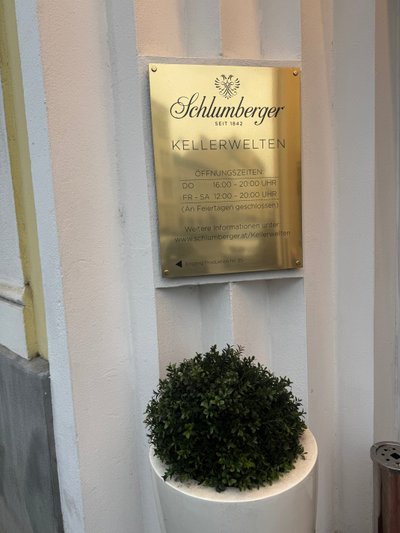 Schlumberger
SEIT 1842
KELLERWELTEN
ÖFFNUNGSZEITEN:
DO 16:00 - 20:00 UHR
FR - SA 12:00 - 20:00 UHR
(An Feiertagen geschlossen)
Weitere Informationen unter
www.schlumberger.at/Kellerwelten